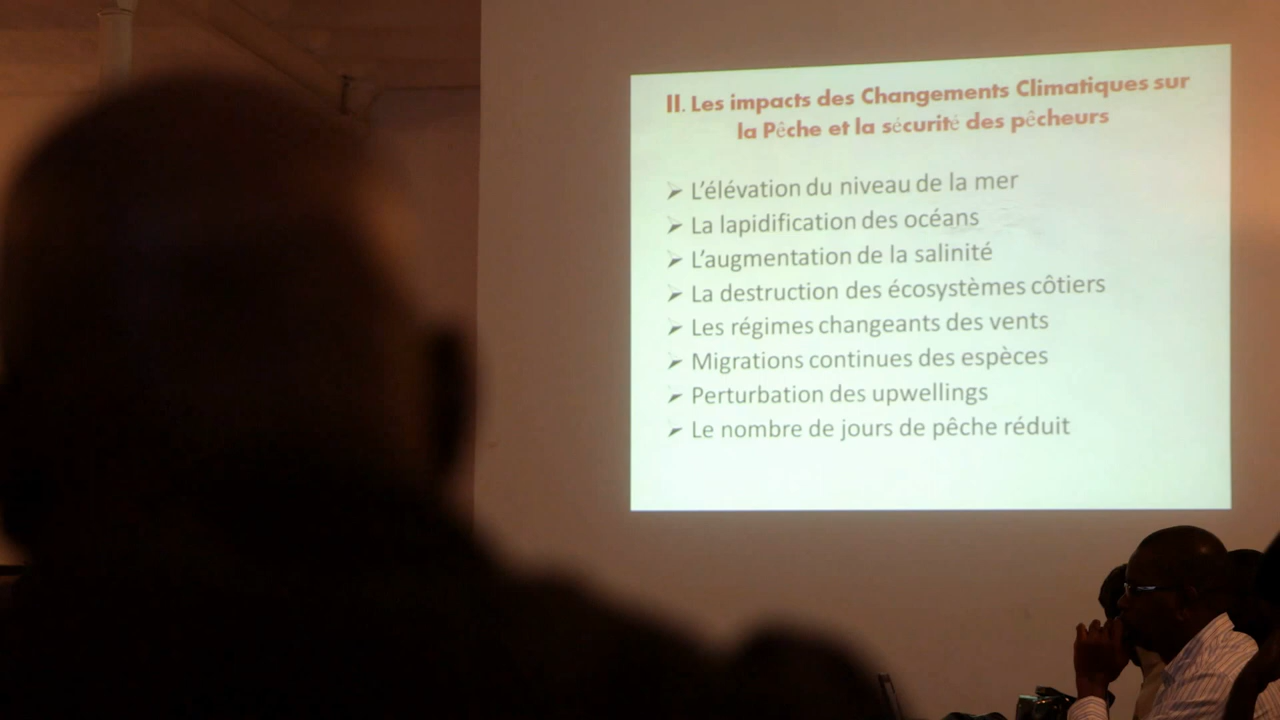 II. Les impacts des Changements Climatiques sur
la Pêche et la sécurité des pêcheurs
➢ L'élévation du niveau de la mer
➢ La lapidification des océans
➢ L'augmentation de la salinité
➢ La destruction des écosystèmes côtiers
➢ Les régimes changeants des vents
➢ Migrations continues des espèces
➢ Perturbation des upwellings
➢ Le nombre de jours de pêche réduit